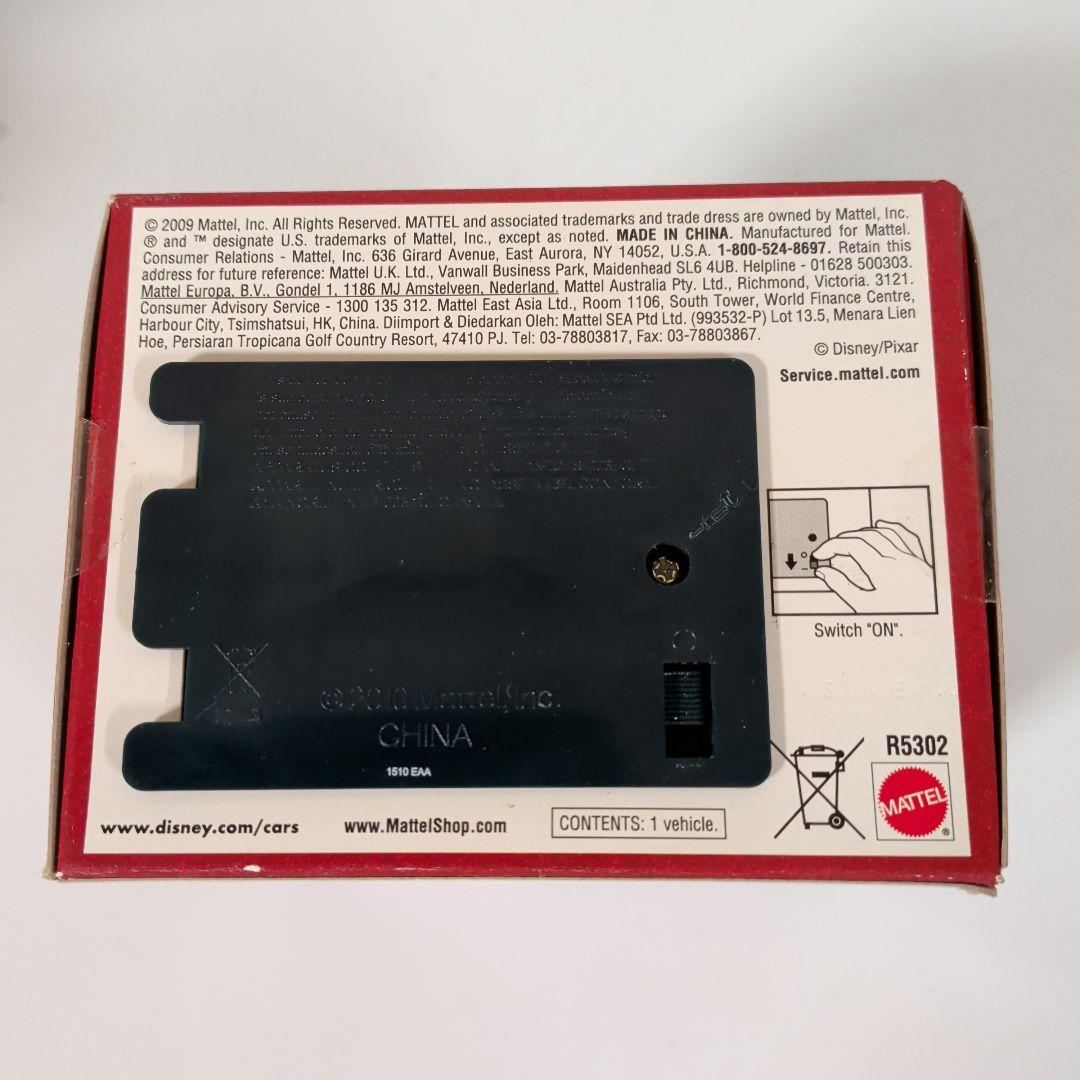 © 2009 Mattel, Inc. All Rights Reserved. MATTEL and associated trademarks and trade dress are owned by Mattel, Inc.
® and ™ designate U.S. trademarks of Mattel, Inc., except as noted. MADE IN CHINA. Manufactured for Mattel.
Consumer Relations - Mattel, Inc. 636 Girard Avenue, East Aurora, NY 14052, U.S.A. 1-800-524-8697. Retain this
address for future reference: Mattel U.K. Ltd., Vanwall Business Park, Maidenhead SL6 4UB. Helpline - 01628 500303.
Mattel Europa, B.V., Gondel 1, 1186 MJ Amstelveen, Nederland. Mattel Australia Pty. Ltd., Richmond, Victoria. 3121.
Consumer Advisory Service - 1300 135 312. Mattel East Asia Ltd., Room 1106, South Tower, World Finance Centre,
Harbour City, Tsimshatsui, HK, China. Diimport & Diedarkan Oleh: Mattel SEA Ptd Ltd. (993532-P) Lot 13.5, Menara Lien
Hoe, Persiaran Tropicana Golf Country Resort, 47410 PJ. Tel: 03-78803817, Fax: 03-78803867.
© Disney/Pixar
Service.mattel.com
Switch "ON".
©2010 Mattel, Inc.
CHINA
1510 EAA
R5302
MATTEL
®
www.disney.com/cars
www.MattelShop.com
CONTENTS: 1 vehicle.